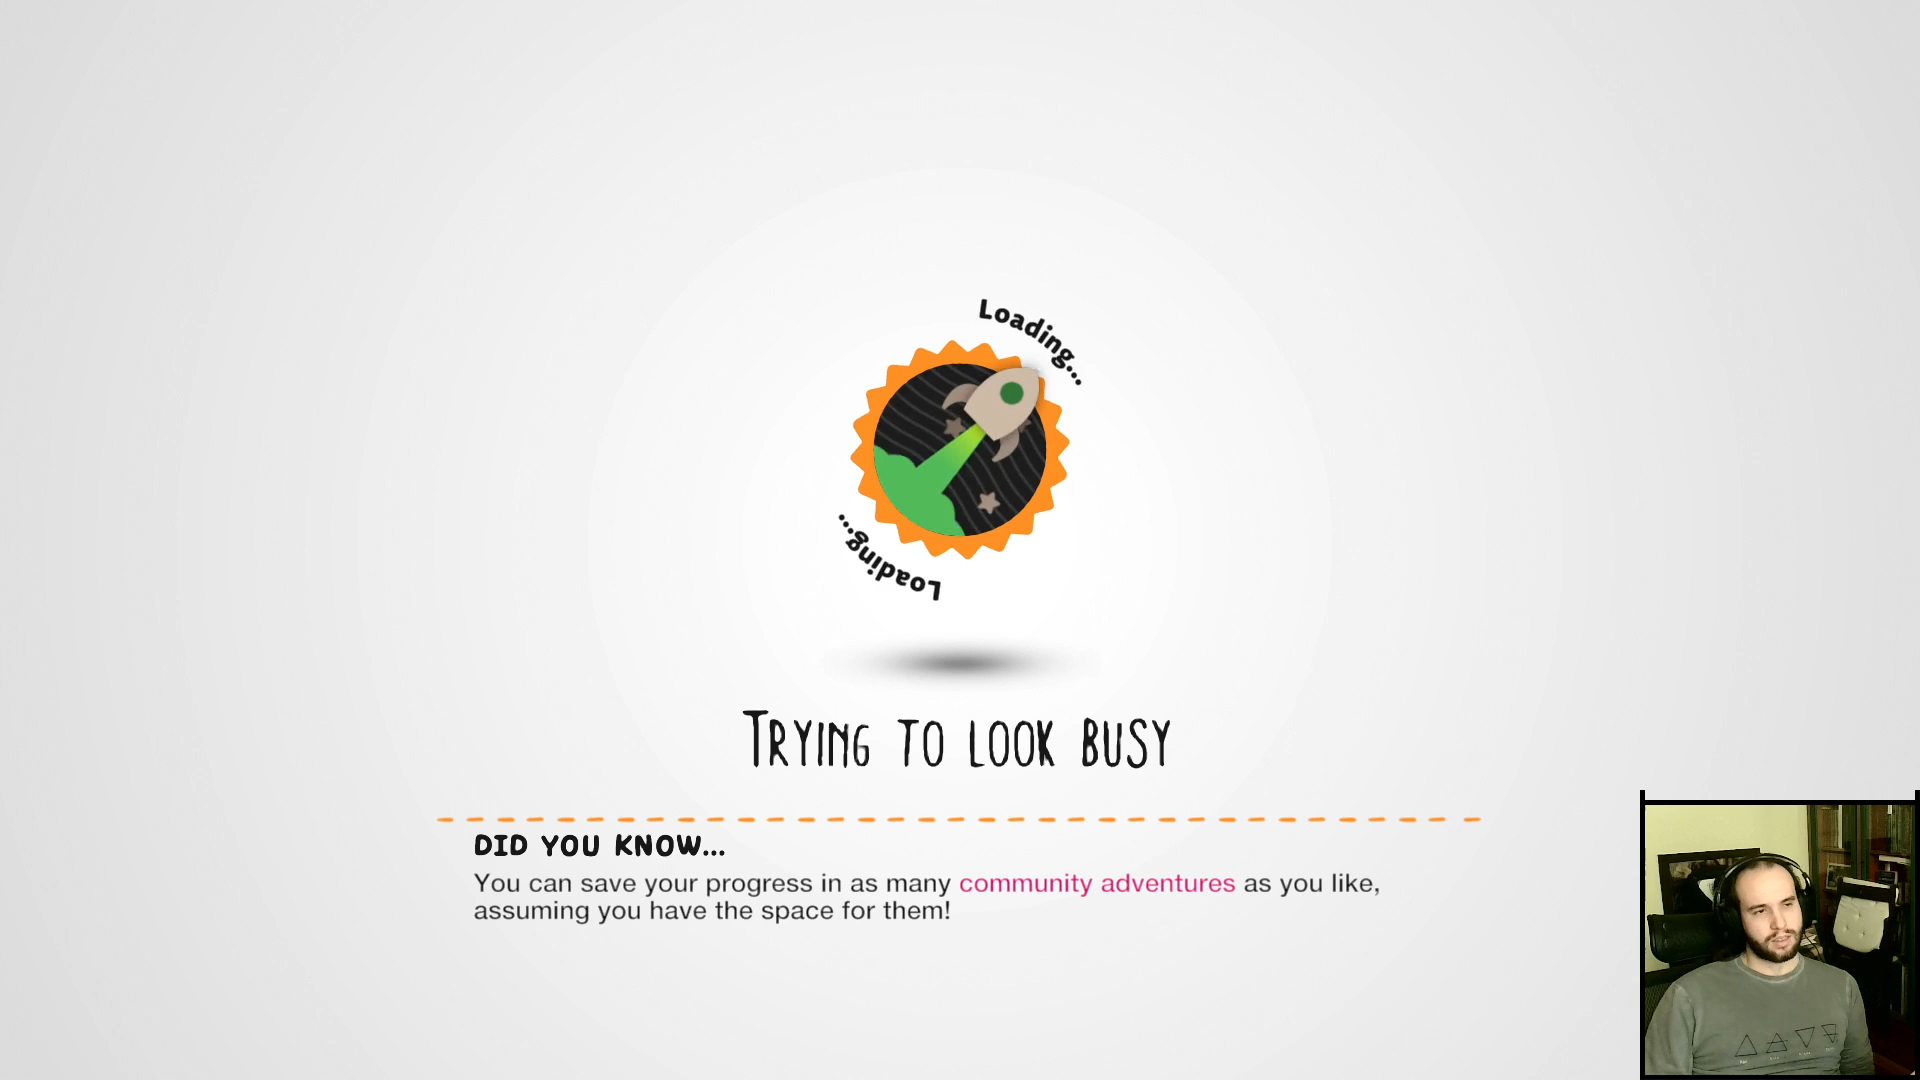 Loading...
Loading...
TRYING TO LOOK BUSY
DID YOU KNOW...
You can save your progress in as many community adventures as you like,
assuming you have the space for them!